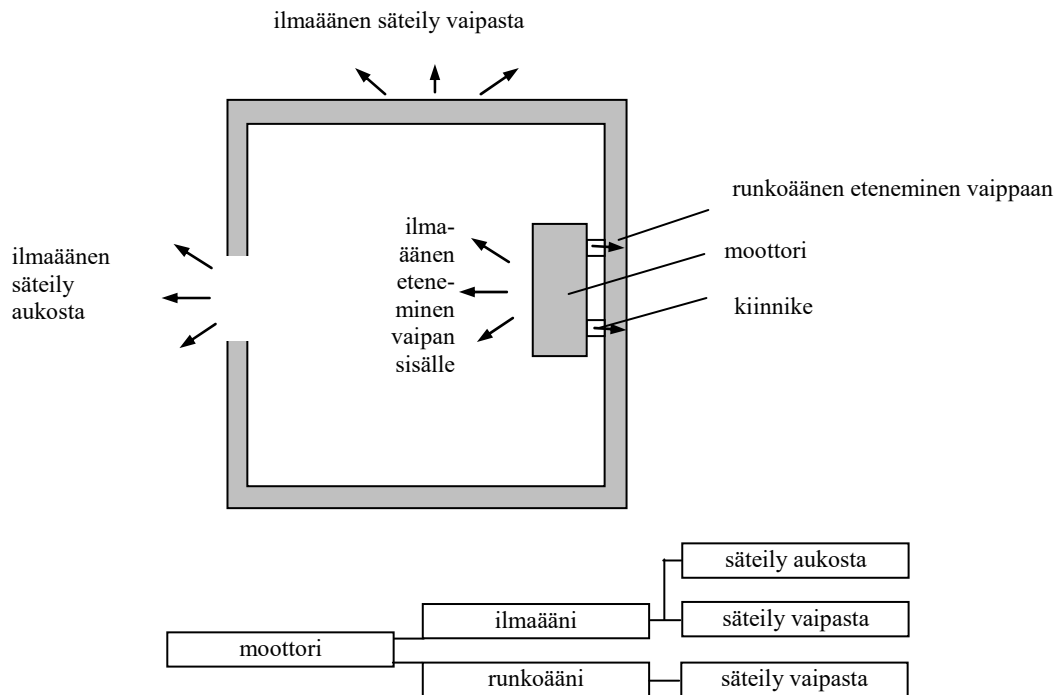 ilmaäänen säteily vaipasta
runkoäänen eteneminen vaippaan
ilma-
äänen
etene-
minen
vaipan
sisälle
ilmaäänen
säteily
aukosta
moottori
kiinnike
säteily aukosta
ilmaääni
säteily vaipasta
moottori
runkoääni
säteily vaipasta